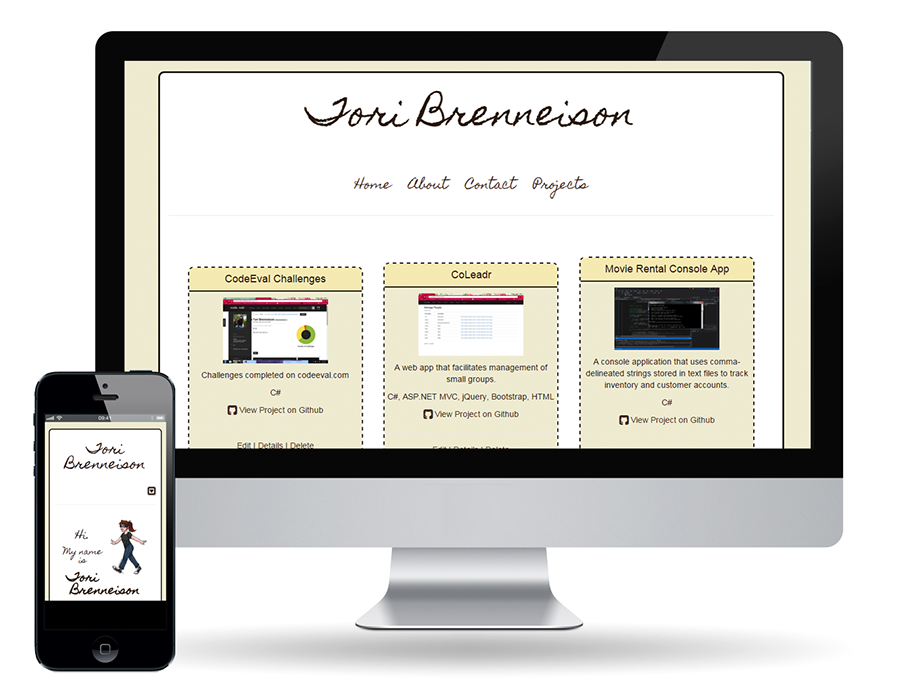 Tori Brenneison
Home About Contact Projects
CodeEval Challenges
Challenges completed on codeeval.com
C#
View Project on Github
Edit | Details | Delete
CoLeadr
A web app that facilitates management of
small groups.
C#, ASP.NET MVC, jQuery, Bootstrap, HTML
View Project on Github
Edit | Details | Delete
Movie Rental Console App
A console application that uses comma-
delineated strings stored in text files to track
inventory and customer accounts.
C#
View Project on Github
Tori
Brenneison
Hi,
My name
is
Tori
Brenneison